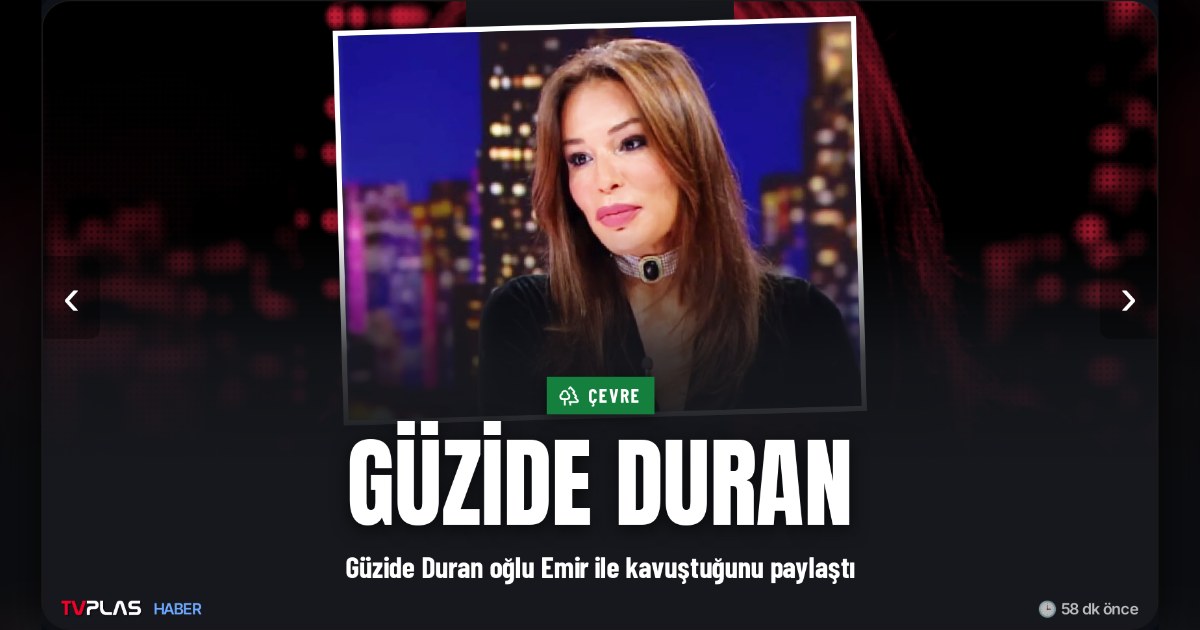 ÇEVRE
GÜZİDE DURAN
Güzide Duran oğlu Emir ile kavuştuğunu paylaştı
TVPLAS HABER
58 dk önce